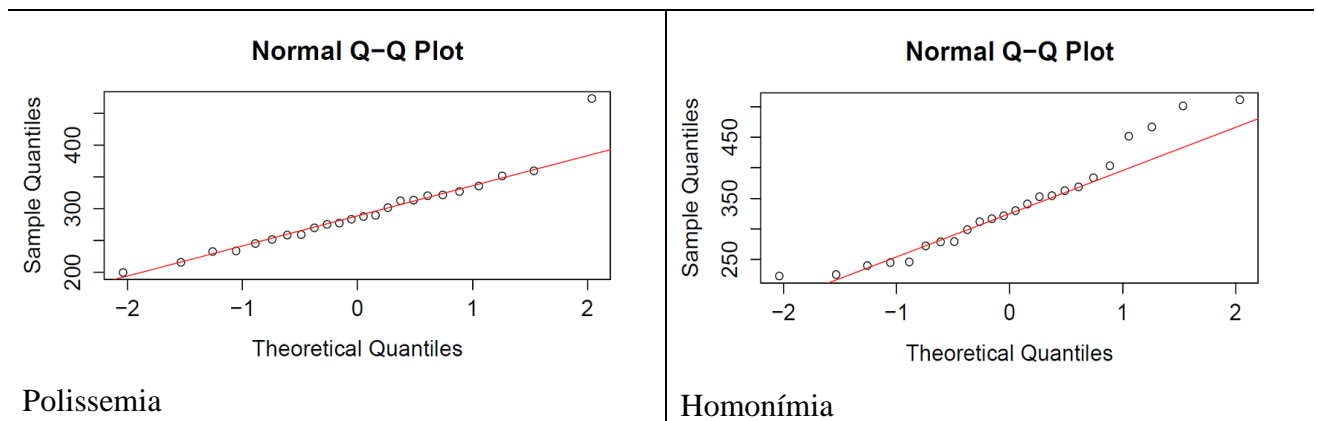 Normal Q−Q Plot
Sample Quantiles
200
300
400
−2
−1
0
1
2
Theoretical Quantiles
Polissemia
Normal Q−Q Plot
Sample Quantiles
250
350
450
−2
−1
0
1
2
Theoretical Quantiles
Homonímia